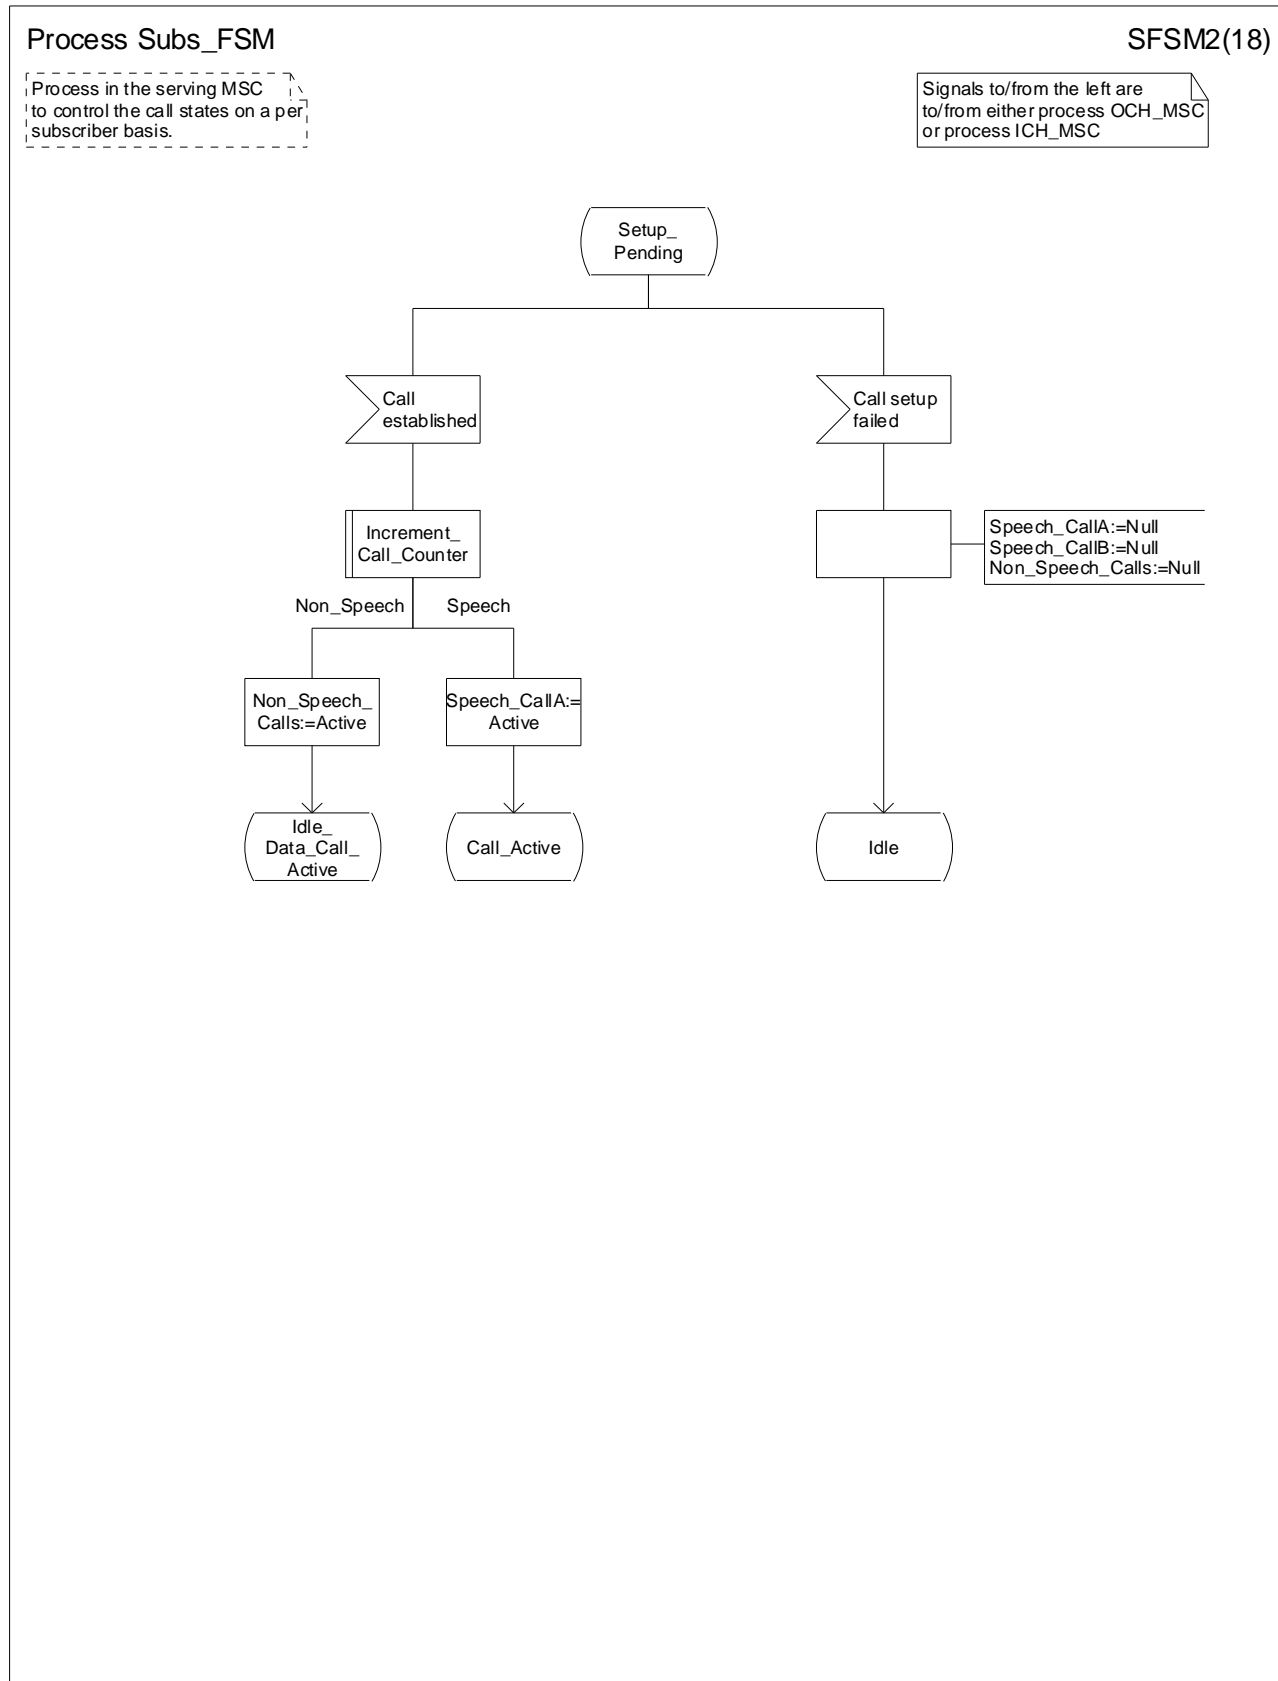 Process Subs_FSM
SFSM2(18)
Process in the serving MSC
to control the call states on a per
subscriber basis.
Signals to/from the left are
to/from either process OCH_MSC
or process ICH_MSC
Setup_
Pending
Call
established
Call setup
failed
Increment_
Call_Counter
Speech_CallA:=Null
Speech_CallB:=Null
Non_Speech_Calls:=Null
Non_Speech
Speech
Non_Speech_
Calls:=Active
Speech_CallA:=
Active
Idle_
Data_Call_
Active
Call_Active
Idle